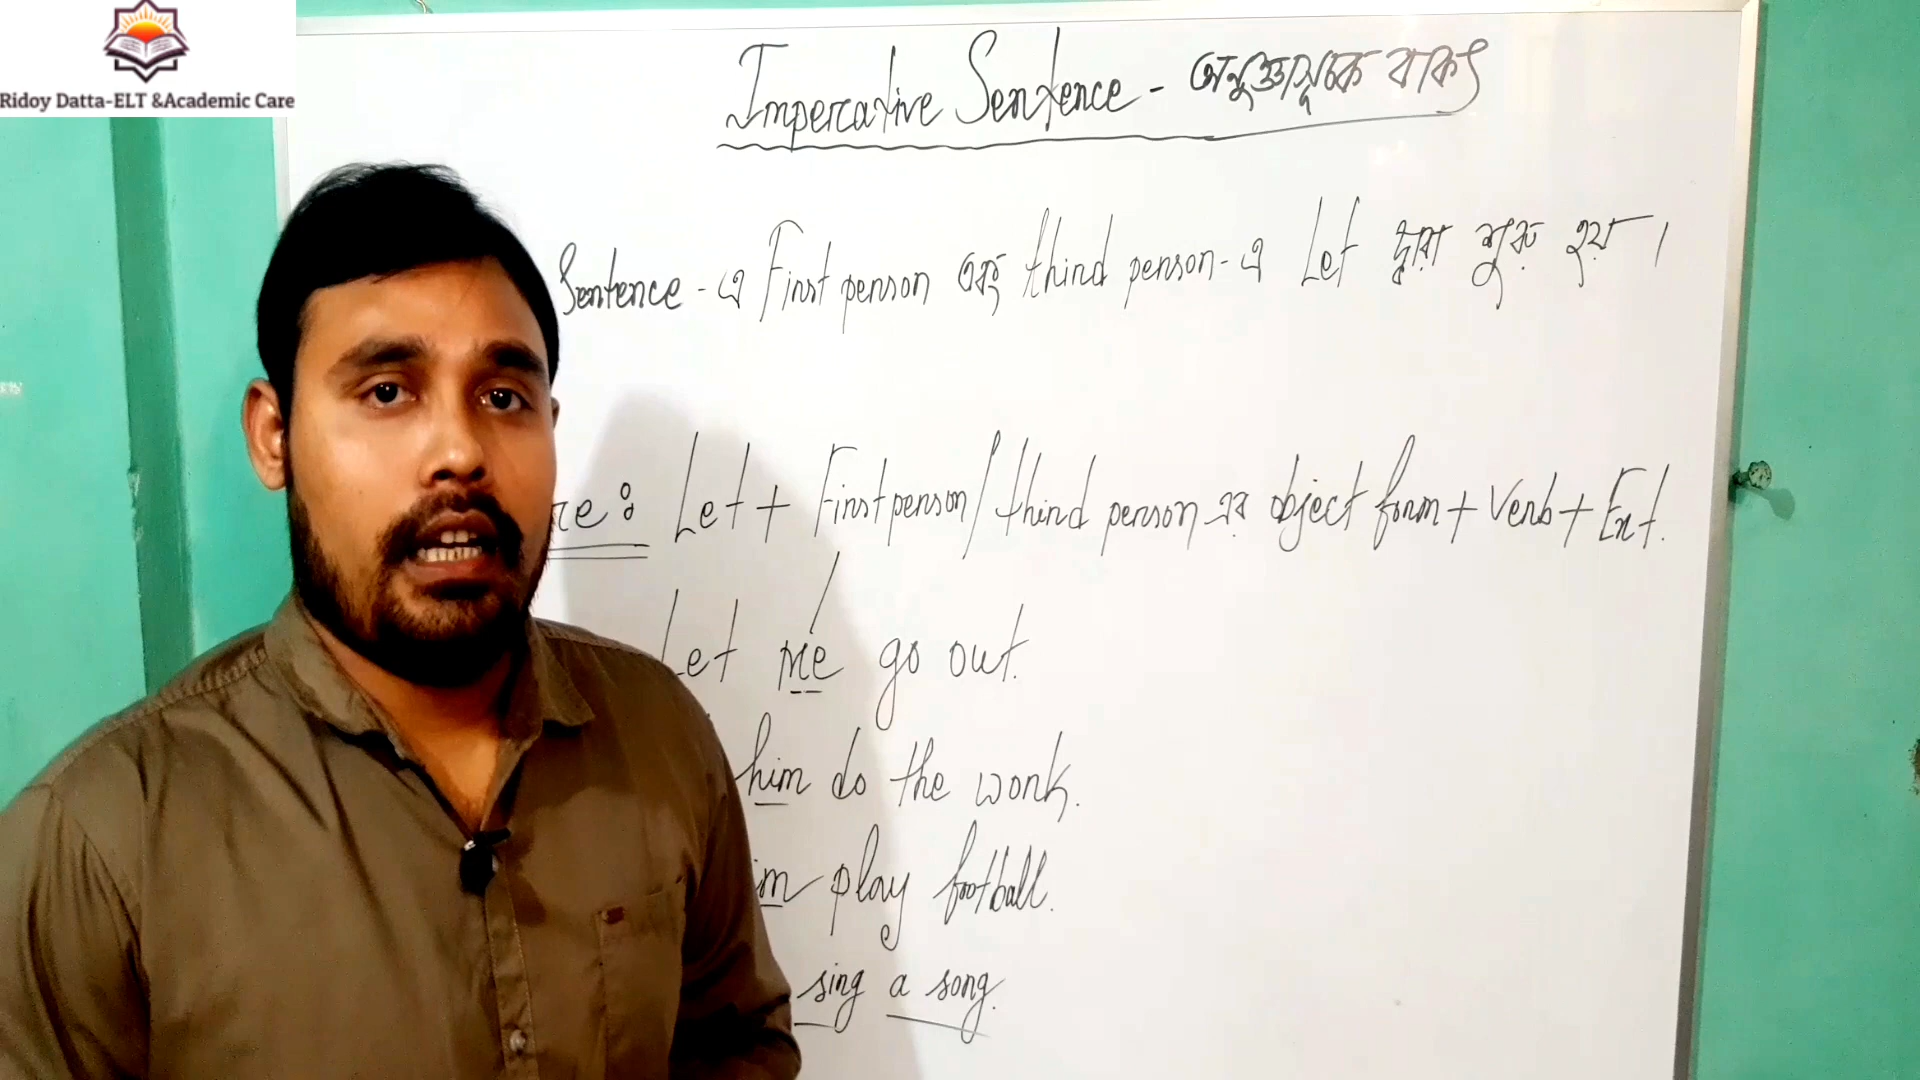 Ridoy Datta-ELT &Academic Care
Imperative Sentence - অনুজ্ঞাসূচক বাক্য
Sentence - এ First person এবং third person - এ Let দ্বারা শুরু হয়।
re: Let + First person/third person এর object form + Verb + Ext.
Let me go out.
him do the work.
im play football.
sing a song.